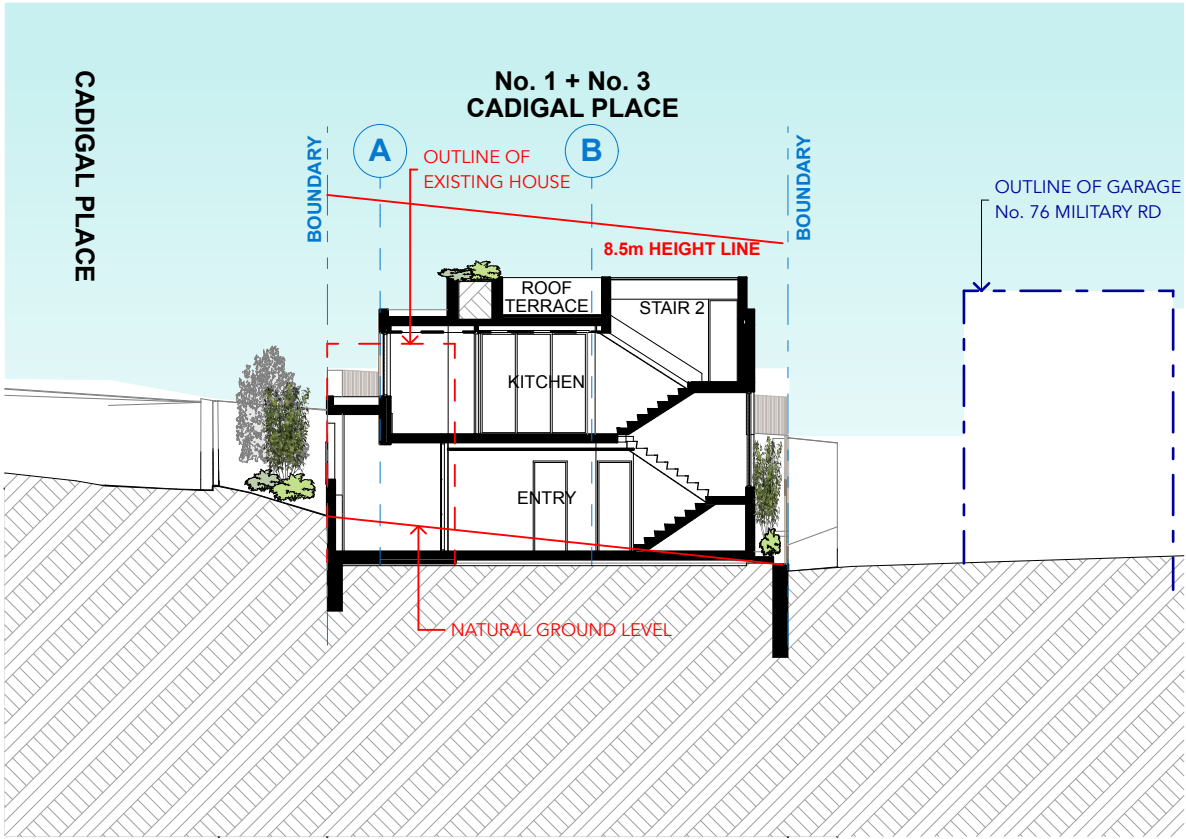 CADIGAL PLACE
No. 1 + No. 3
CADIGAL PLACE
BOUNDARY
A
OUTLINE OF
EXISTING HOUSE
B
BOUNDARY
OUTLINE OF GARAGE
No. 76 MILITARY RD
8.5m HEIGHT LINE
ROOF
TERRACE
STAIR 2
KITCHEN
ENTRY
NATURAL GROUND LEVEL